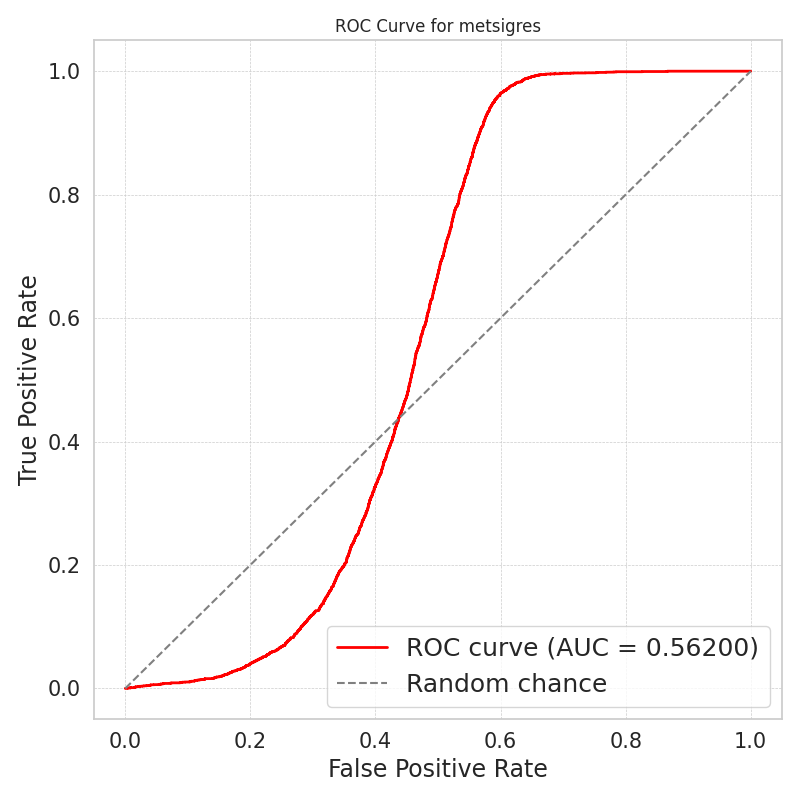 ROC Curve for metsigres
True Positive Rate
1.0
0.8
0.6
0.4
0.2
0.0
ROC curve (AUC = 0.56200)
Random chance
0.0 0.2 0.4 0.6 0.8 1.0
False Positive Rate